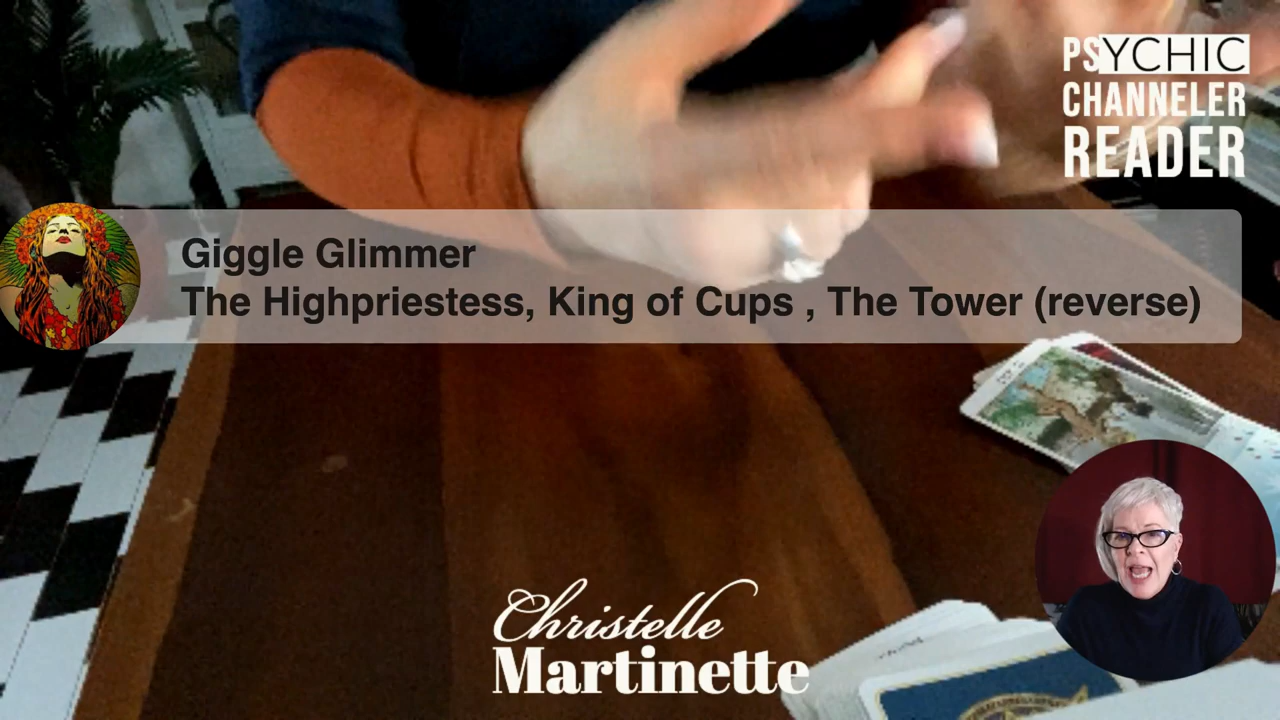 PSYCHIC
CHANNELER
READER
Giggle Glimmer
The Highpriestess, King of Cups , The Tower (reverse)
Christelle
Martinette